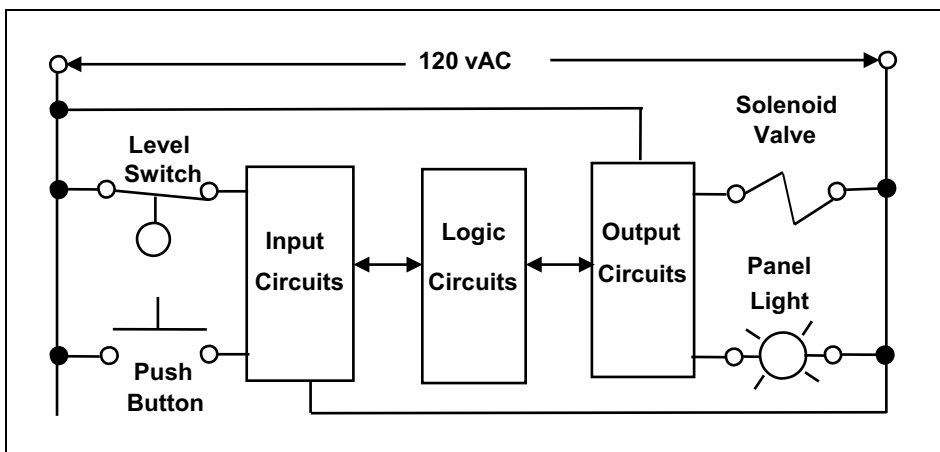 120 vAC
Solenoid
Valve
Level
Switch
Input
Circuits
Logic
Circuits
Output
Circuits
Panel
Light
Push
Button